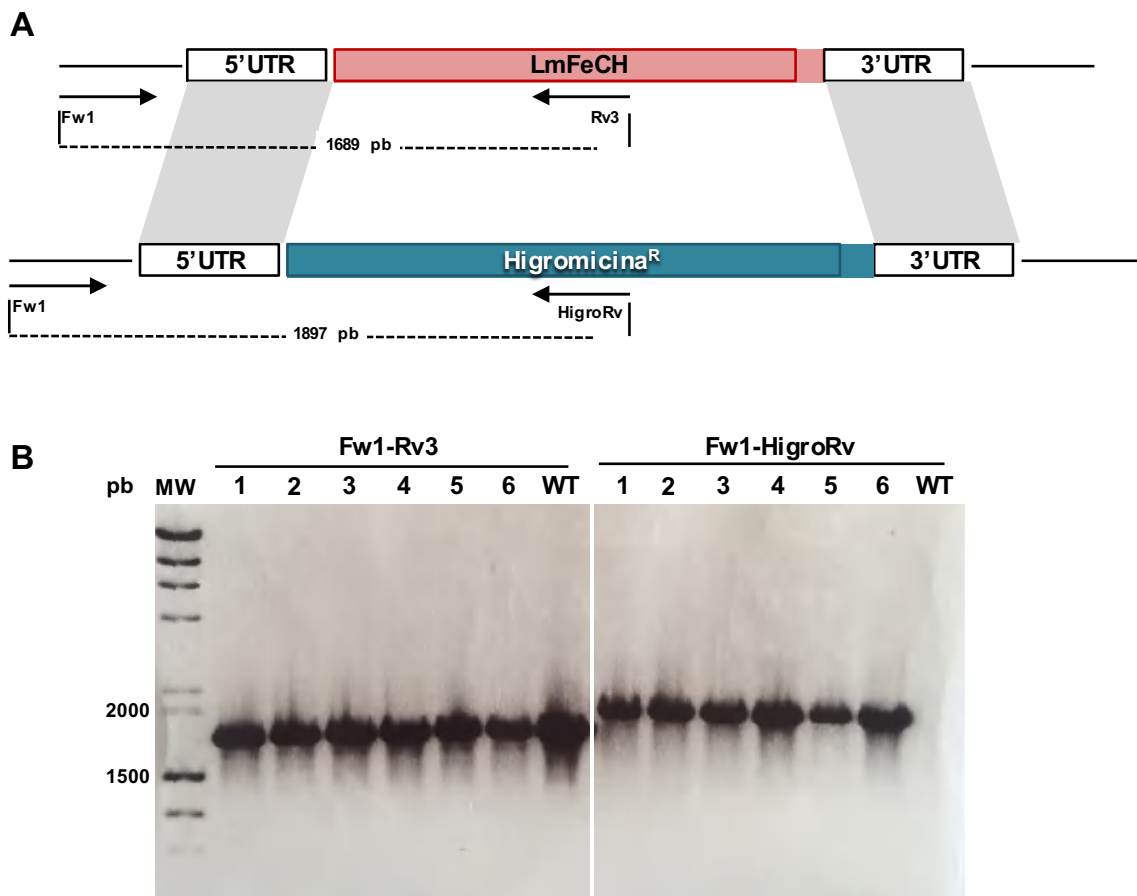 A
5'UTR LmFeCH 3'UTR
Fw1 Rv3
1689 pb
5'UTR Higromicina^R 3'UTR
Fw1 HigroRv
1897 pb
B
Fw1-Rv3 Fw1-HigroRv
pb MW 1 2 3 4 5 6 WT 1 2 3 4 5 6 WT
2000
1500